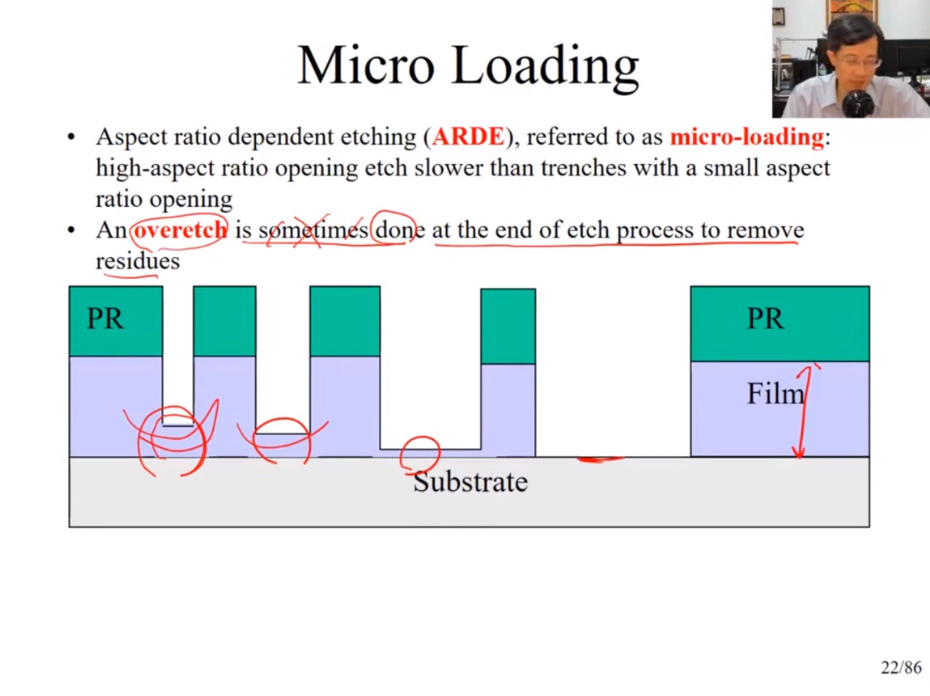 Micro Loading
• Aspect ratio dependent etching (ARDE), referred to as micro-loading:
high-aspect ratio opening etch slower than trenches with a small aspect
ratio opening
• An overetch is sometimes done at the end of etch process to remove
residues
PR
PR
Film
Substrate
22/86